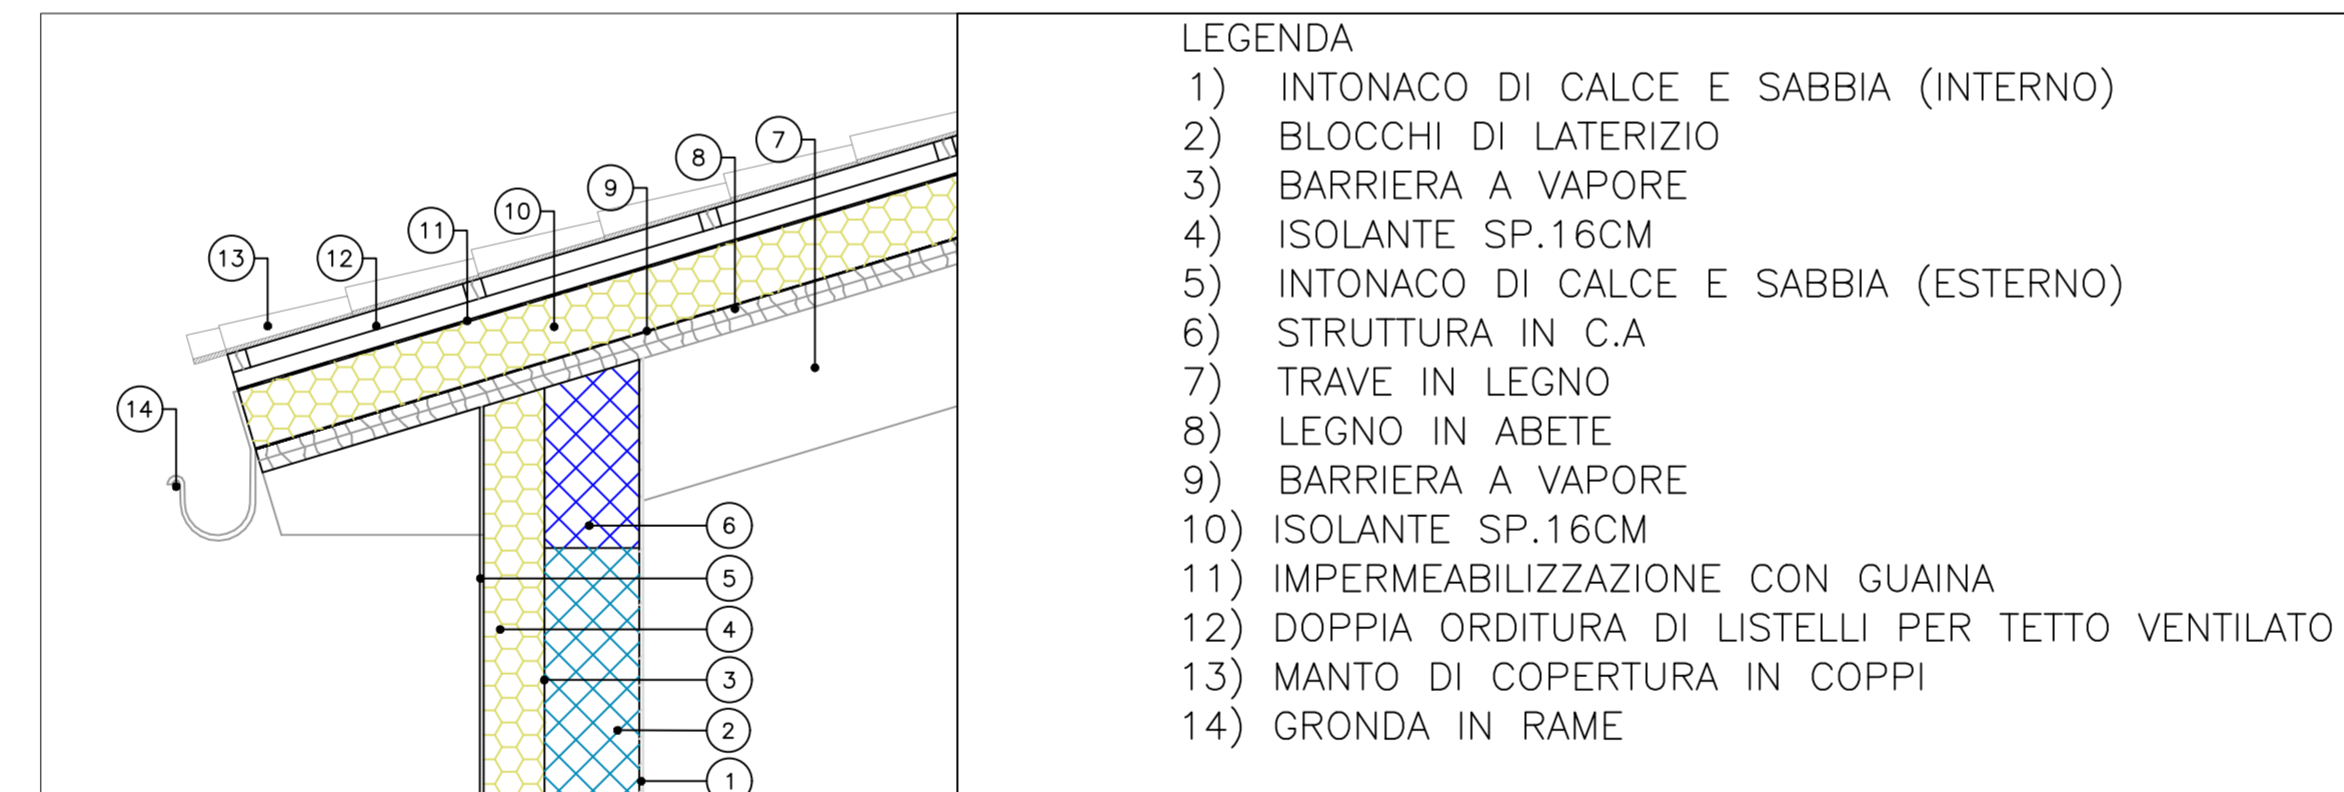 LEGENDA
1) INTONACO DI CALCE E SABBIA (INTERNO)
2) BLOCCHI DI LATERIZIO
3) BARRIERA A VAPORE
4) ISOLANTE SP.16CM
5) INTONACO DI CALCE E SABBIA (ESTERNO)
6) STRUTTURA IN C.A
7) TRAVE IN LEGNO
8) LEGNO IN ABETE
9) BARRIERA A VAPORE
10) ISOLANTE SP.16CM
11) IMPERMEABILIZZAZIONE CON GUAINA
12) DOPPIA ORDITURA DI LISTELLI PER TETTO VENTILATO
13) MANTO DI COPERTURA IN COPPI
14) GRONDA IN RAME
7
8
9
10
11
12
13
14
6
5
4
3
2
1